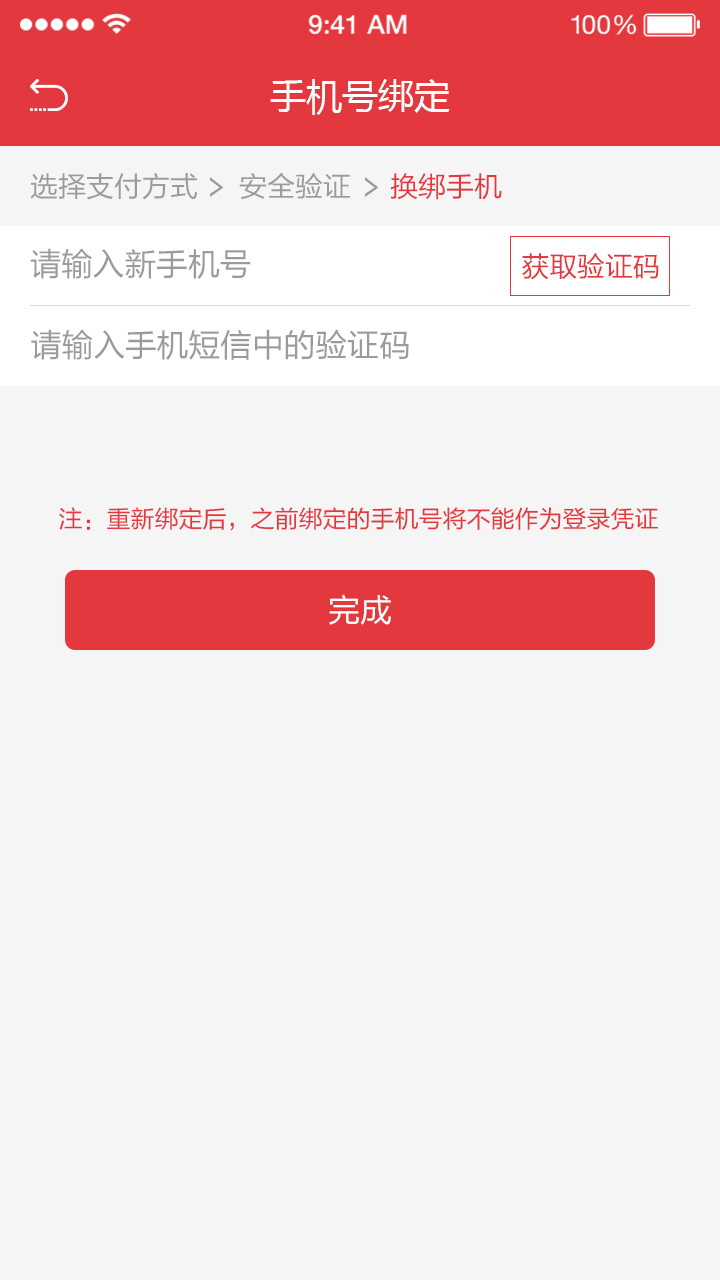 9:41 AM 100%
手机号绑定
选择支付方式 > 安全验证 > 换绑手机
请输入新手机号 获取验证码
请输入手机短信中的验证码
注：重新绑定后，之前绑定的手机号将不能作为登录凭证
完成